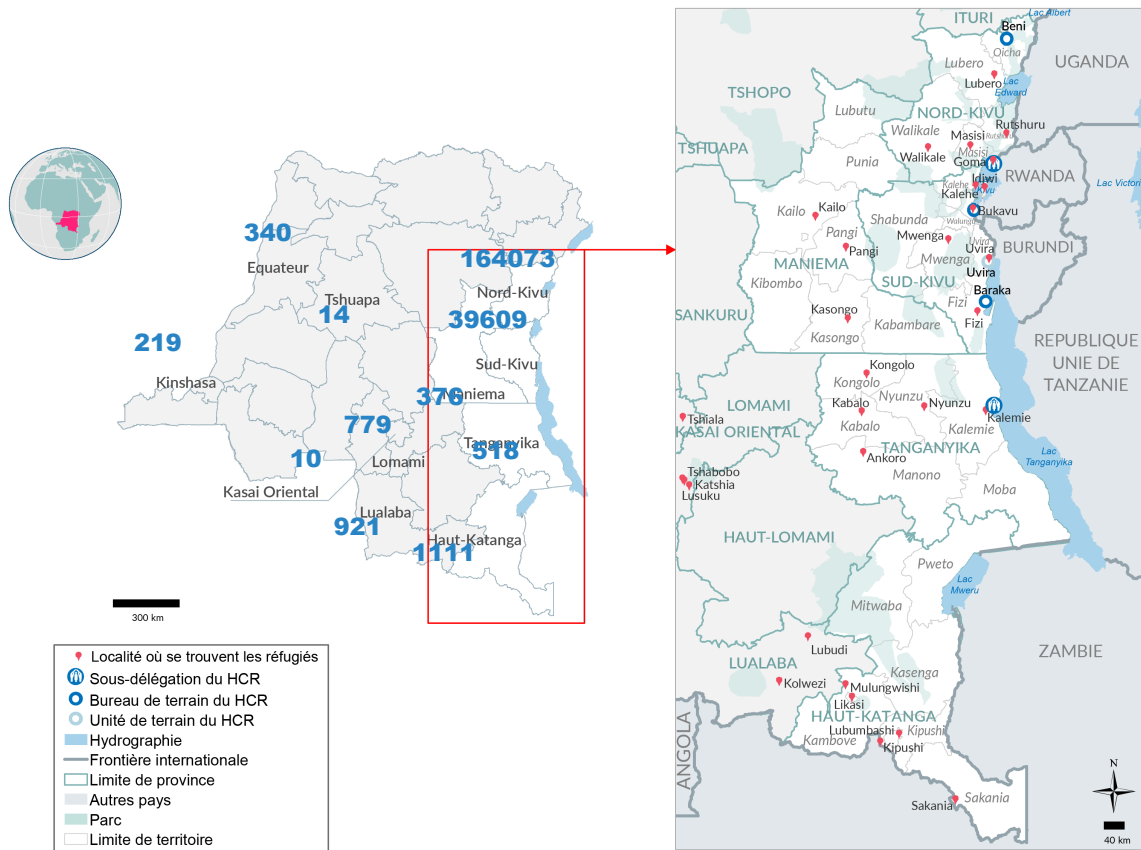 340
Equateur
164073
Nord-Kivu
Tshuapa
14
39609
219
Sud-Kivu
Kinshasa
376
Maniema
779
Tanganyika
518
10
Lomami
Kasai Oriental
Lualaba
921
Haut-Katanga
1111
300 km
Localité où se trouvent les réfugiés
Sous-délégation du HCR
Bureau de terrain du HCR
Unité de terrain du HCR
Hydrographie
Frontière internationale
Limite de province
Autres pays
Parc
Limite de territoire
Lac Albert
ITURI
Beni
Oicha
Lubero
UGANDA
Lubero
Lac
Edward
TSHOPO
Lubutu
NORD-KIVU
Rutshuru
Walikale
Masisi
Rutshuru
TSHUAPA
Walikale
Masisi
Goma
Punia
Idjwi
RWANDA
Kalehe
Kalehe
Kivu
Lac Victoria
Kailo
Kailo
Shabunda
Bukavu
Walungu
Pangi
Mwenga
Uvira
BURUNDI
Pangi
Uvira
MANIEMA
Mwenga
Uvira
Kibombo
SUD-KIVU
Baraka
Fizi
SANKURU
Kasongo
Kabambare
Fizi
Kasongo
REPUBLIQUE
UNIE DE
TANZANIE
Kongolo
Kongolo
Nyunzu
LOMAMI
Kabalo
Nyunzu
Tshiala
Kalemie
KASAI ORIENTAL
Kabalo
Kalemie
TANGANYIKA
Ankoro
Lac
Tanganyika
Tshabobo
Manono
Katshia
Lusuku
Moba
HAUT-LOMAMI
Pweto
Lac
Mweru
Mitwaba
Lubudi
ZAMBIE
LUALABA
Kasenga
Kolwezi
Mulungwishi
Likasi
HAUT-KATANGA
Lubumbashi
Kipushi
Kambove
Kipushi
ANGOLA
N
Sakania
Sakania
40 km